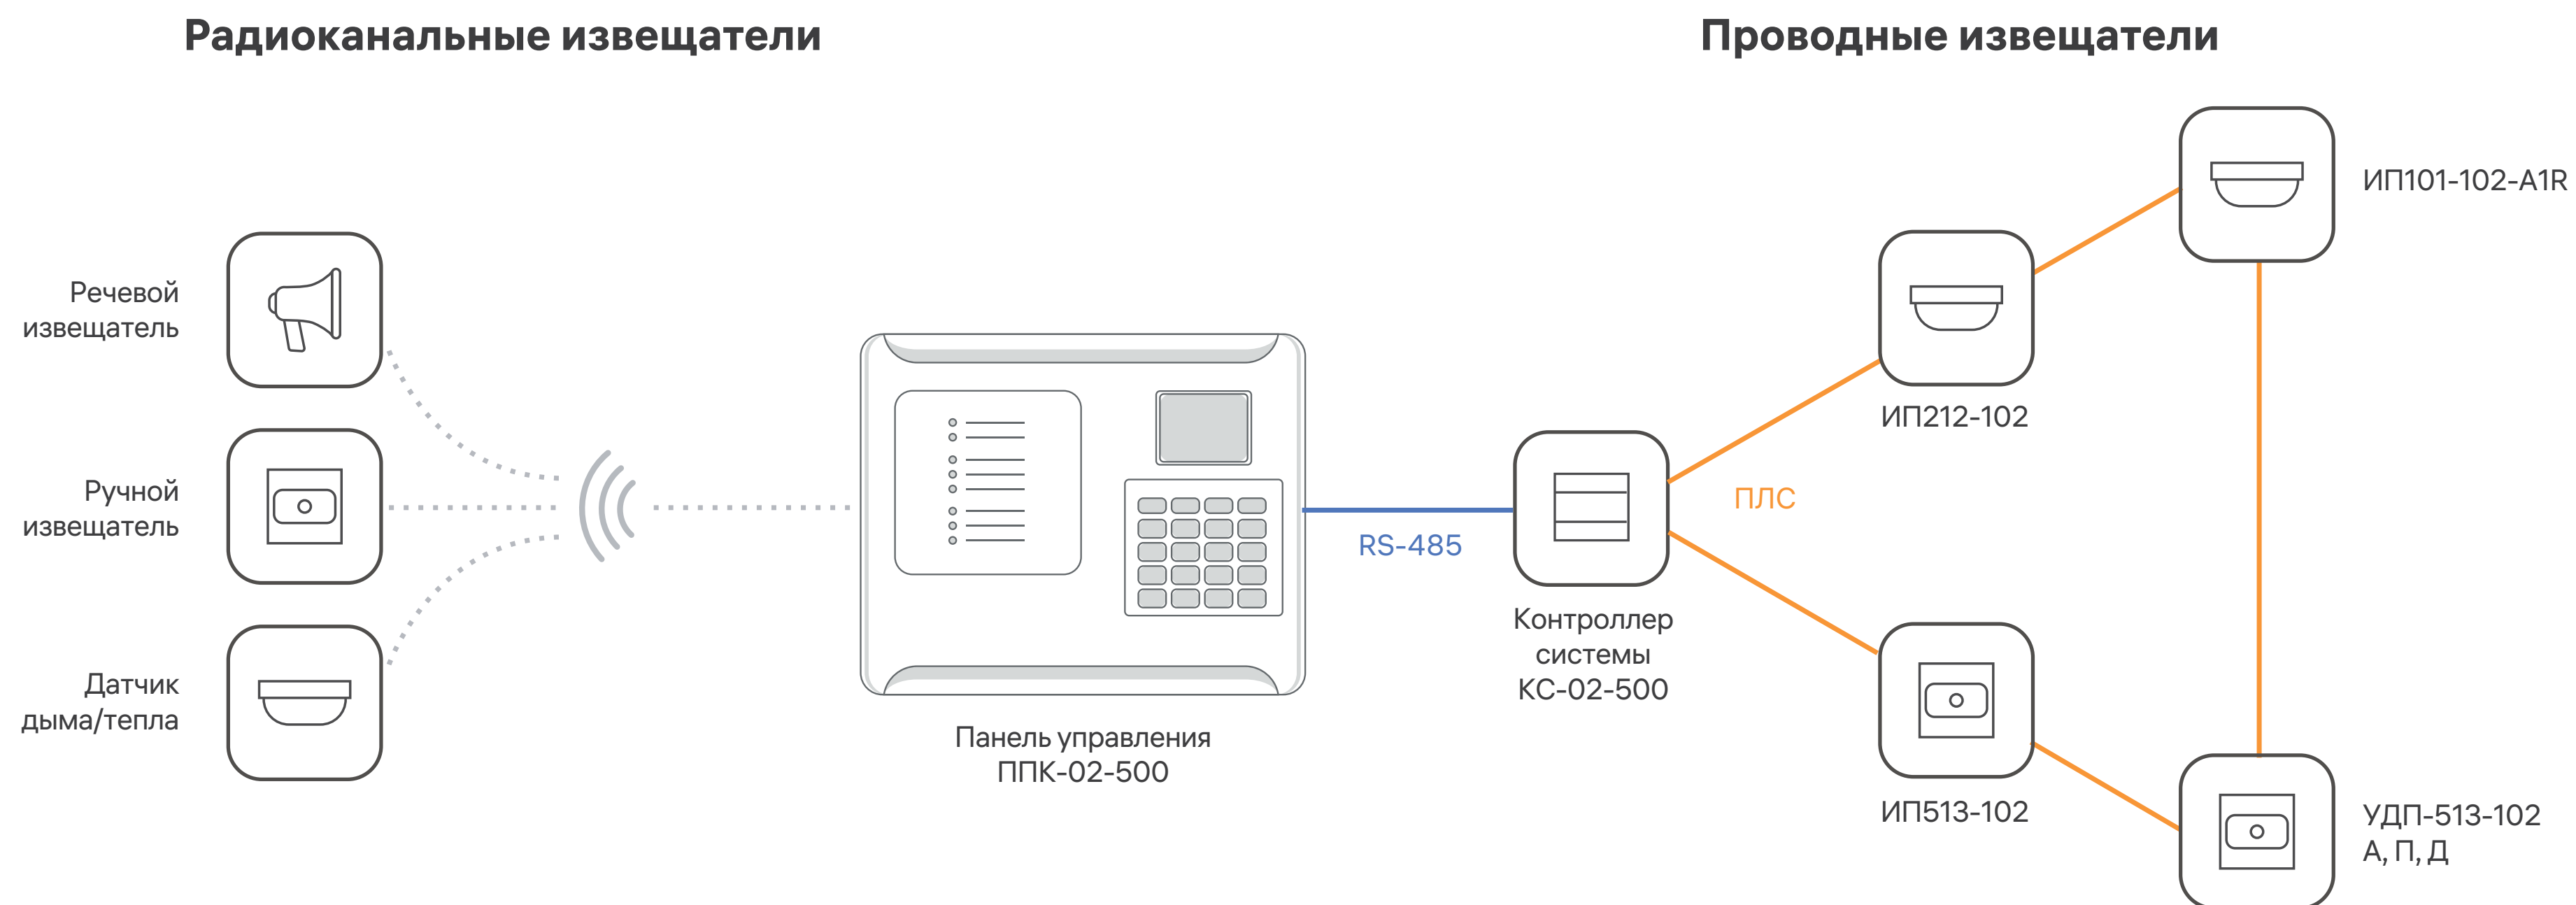 Радиоканальные извещатели
Проводные извещатели
Речевой
извещатель
Ручной
извещатель
Датчик
дыма/тепла
Панель управления
ППК-02-500
RS-485
Контроллер
системы
КС-02-500
ПЛС
ИП212-102
ИП101-102-A1R
ИП513-102
УДП-513-102
А, П, Д